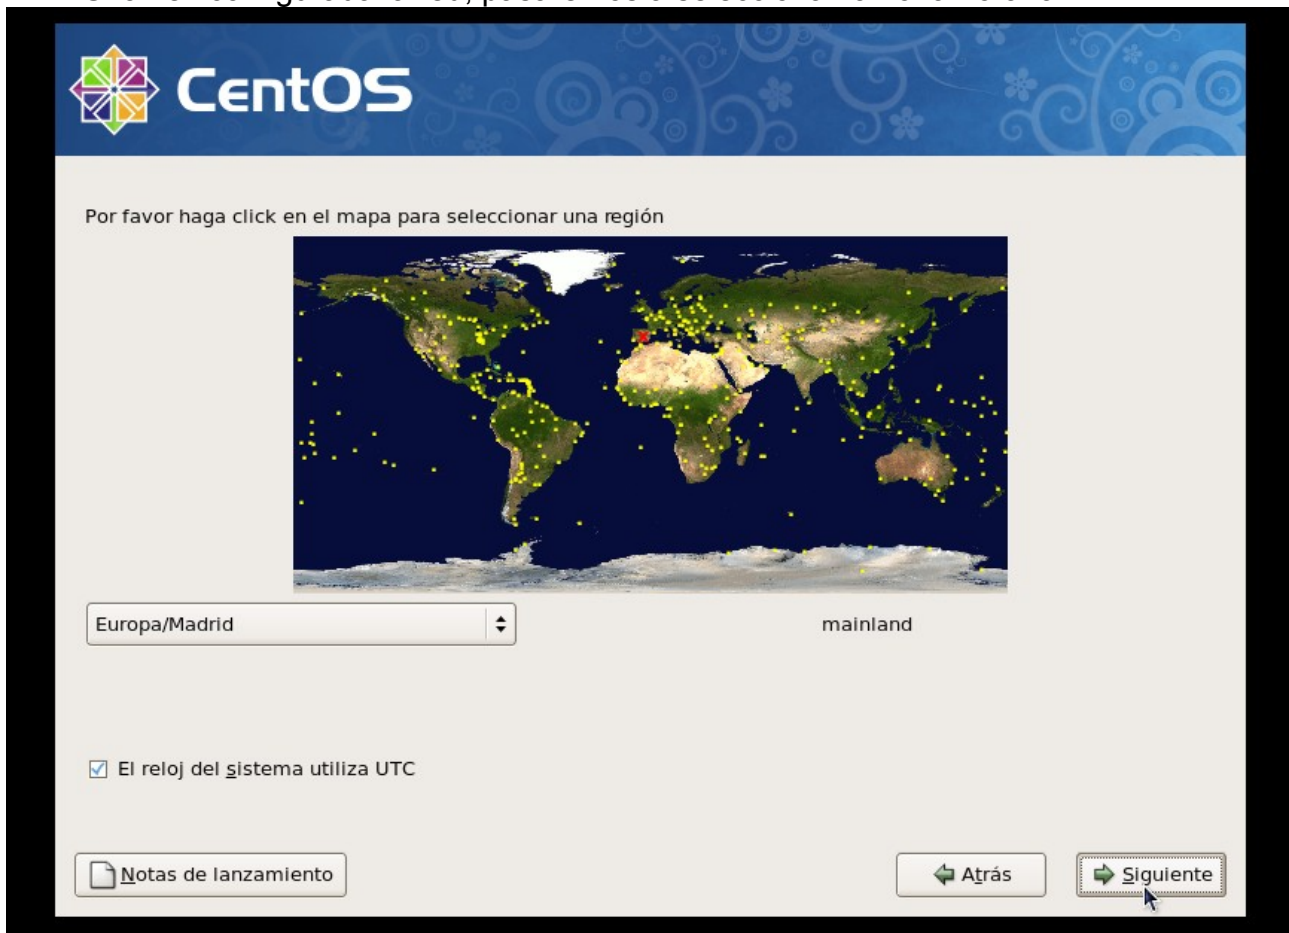 CentOS
Por favor haga click en el mapa para seleccionar una región
Europa/Madrid
mainland
El reloj del sistema utiliza UTC
Notas de lanzamiento
Atrás
Siguiente